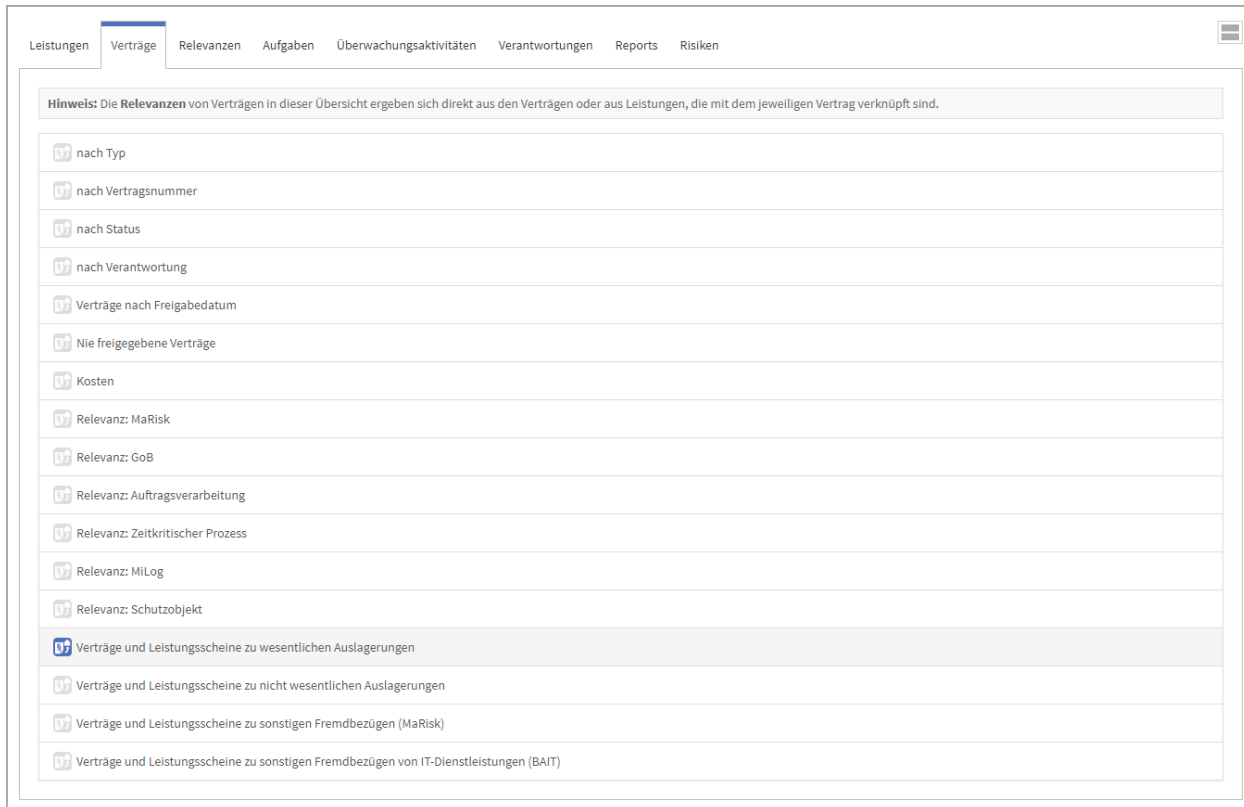 Leistungen Verträge Relevanzen Aufgaben Überwachungsaktivitäten Verantwortungen Reports Risiken
Hinweis: Die Relevanzen von Verträgen in dieser Übersicht ergeben sich direkt aus den Verträgen oder aus Leistungen, die mit dem jeweiligen Vertrag verknüpft sind.
nach Typ
nach Vertragsnummer
nach Status
nach Verantwortung
Verträge nach Freigabedatum
Nie freigegebene Verträge
Kosten
Relevanz: MaRisk
Relevanz: GoB
Relevanz: Auftragsverarbeitung
Relevanz: Zeitkritischer Prozess
Relevanz: MiLog
Relevanz: Schutzobjekt
Verträge und Leistungsscheine zu wesentlichen Auslagerungen
Verträge und Leistungsscheine zu nicht wesentlichen Auslagerungen
Verträge und Leistungsscheine zu sonstigen Fremdbezügen (MaRisk)
Verträge und Leistungsscheine zu sonstigen Fremdbezügen von IT-Dienstleistungen (BAIT)